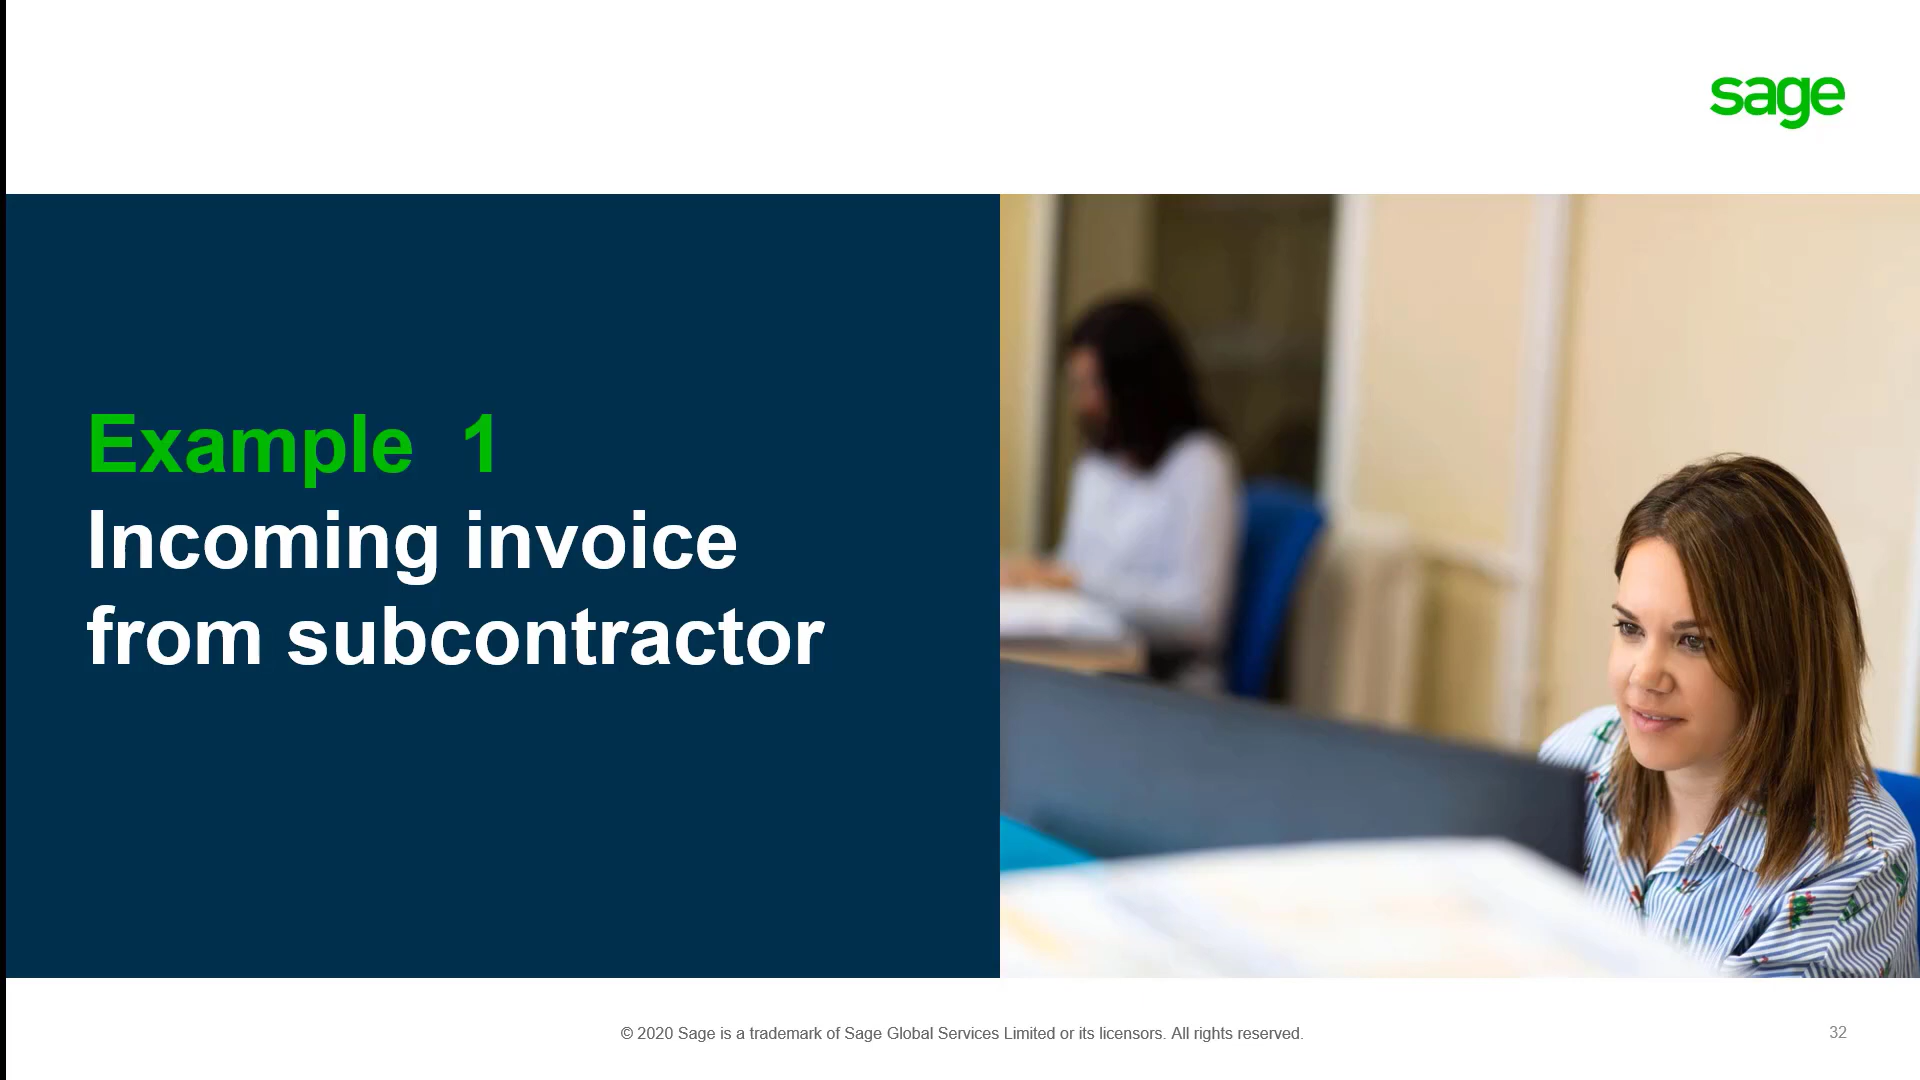 sage
Example  1
Incoming invoice
from subcontractor
© 2020 Sage is a trademark of Sage Global Services Limited or its licensors. All rights reserved.
32